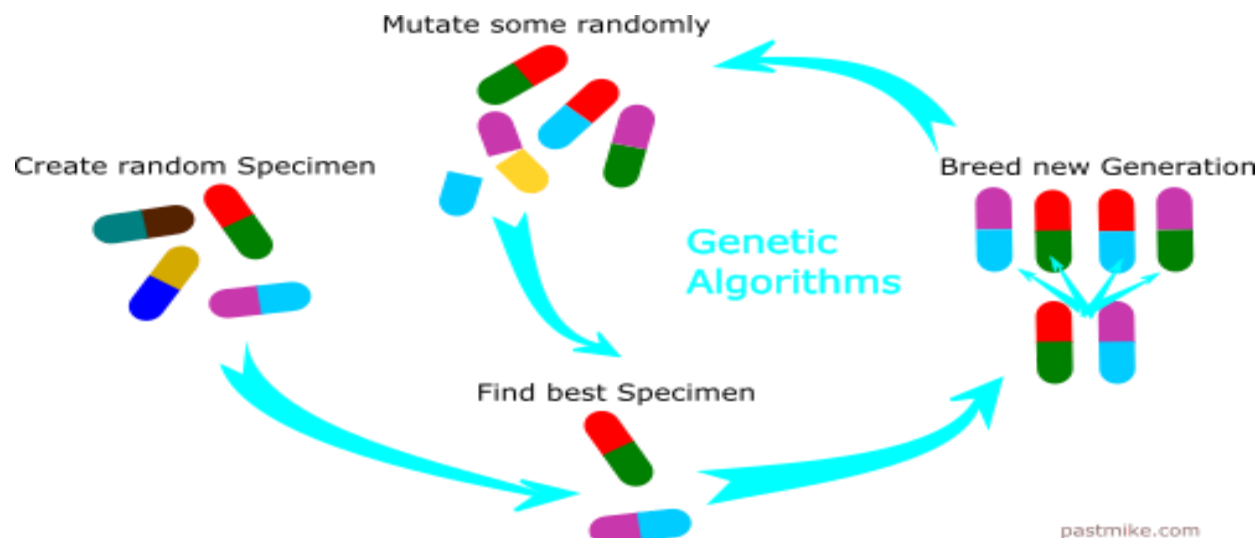 Mutate some randomly
Create random Specimen
Breed new Generation
Genetic
Algorithms
Find best Specimen
pastmike.com